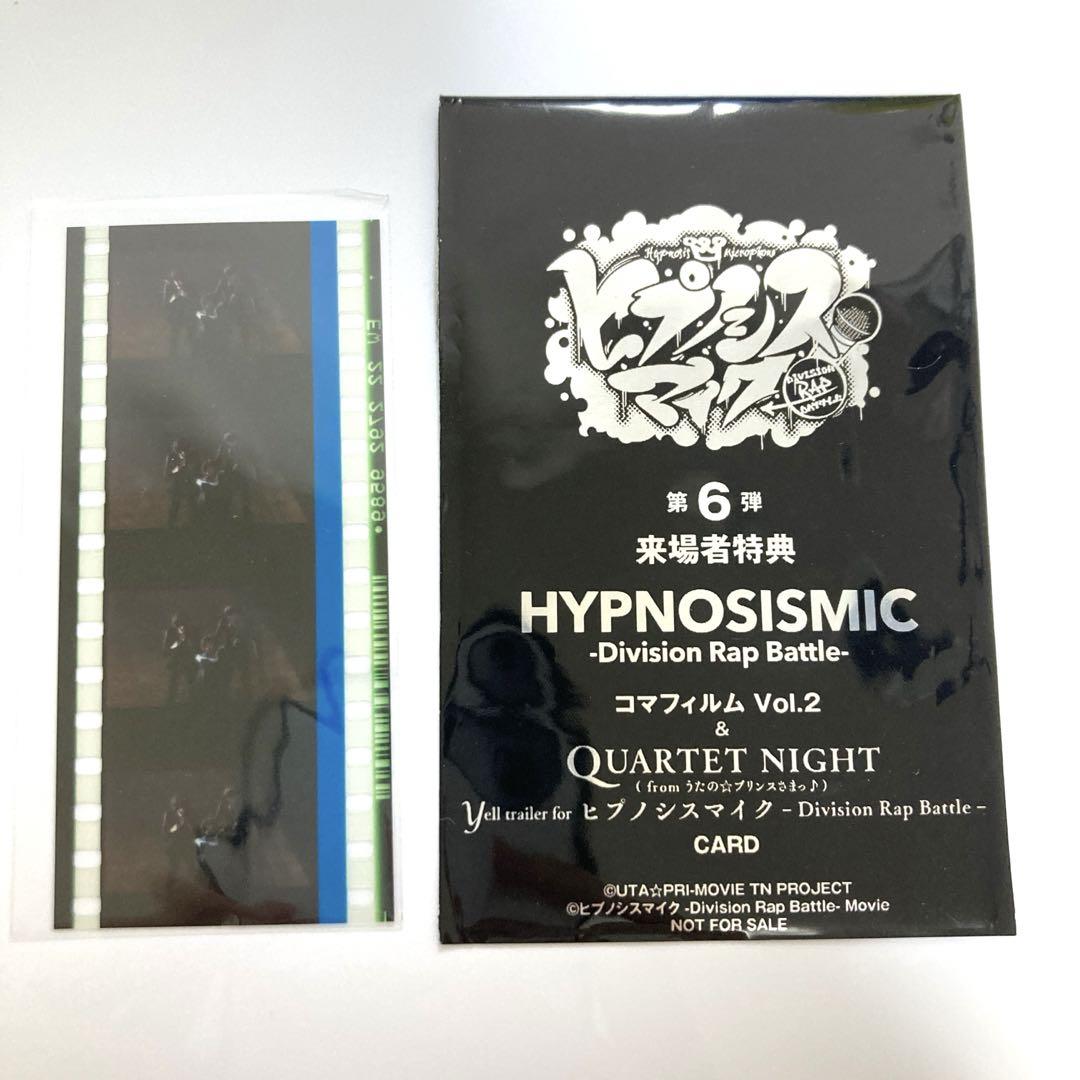 EM 22 2792 9589
Hypnosis Microphone
ヒプノシス
マイク
DIVISION
RAP
BATTLE
第6弾
来場者特典
HYPNOSISMIC
-Division Rap Battle-
コマフィルム Vol.2
&
QUARTET NIGHT
(from うたの☆プリンスさまっ♪)
Yell trailer for ヒプノシスマイク -Division Rap Battle-
CARD
©UTA☆PRI-MOVIE TN PROJECT
©ヒプノシスマイク -Division Rap Battle- Movie
NOT FOR SALE